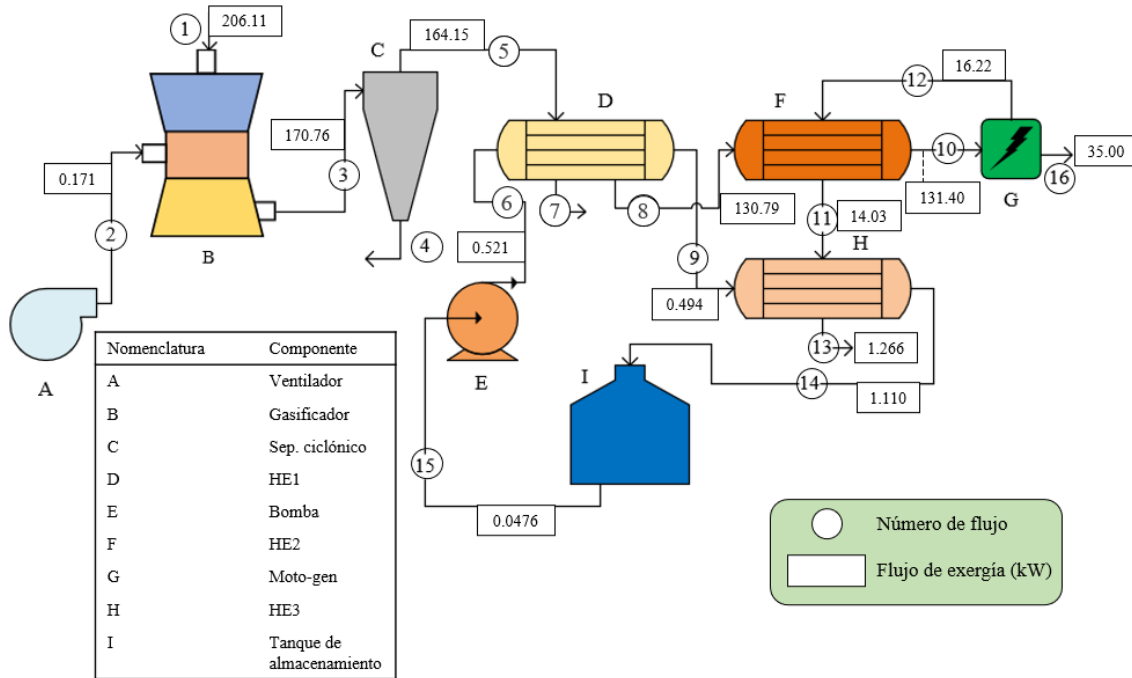 1
206.11
C
164.15
5
D
F
12
16.22
170.76
0.171
3
10
35.00
16
6
7
8
130.79
11
14.03
131.40
G
2
B
4
0.521
9
H
0.494
A
E
I
13
1.266
14
1.110
15
0.0476
Nomenclatura Componente
A Ventilador
B Gasificador
C Sep. ciclónico
D HE1
E Bomba
F HE2
G Moto-gen
H HE3
I Tanque de
almacenamiento
Número de flujo
Flujo de exergía (kW)